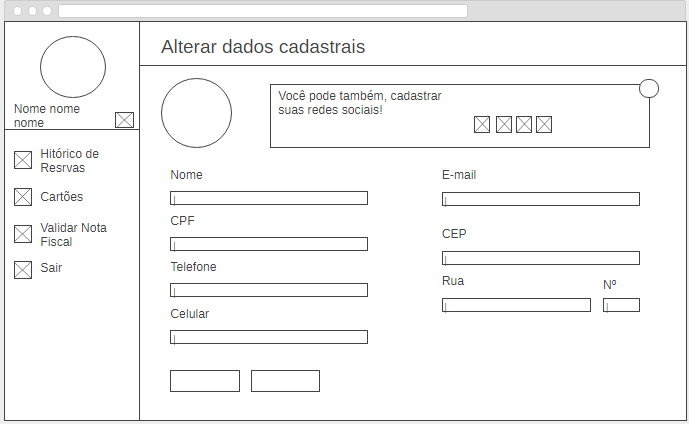 Alterar dados cadastrais
Nome nome
nome
Hitórico de
Resrvas
Cartões
Validar Nota
Fiscal
Sair
Você pode também, cadastrar
suas redes sociais!
Nome
CPF
Telefone
Celular
E-mail
CEP
Rua
Nº